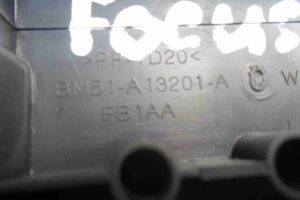 Focus
>PP-TD20<
BM51-A13201-A W
FB1AA